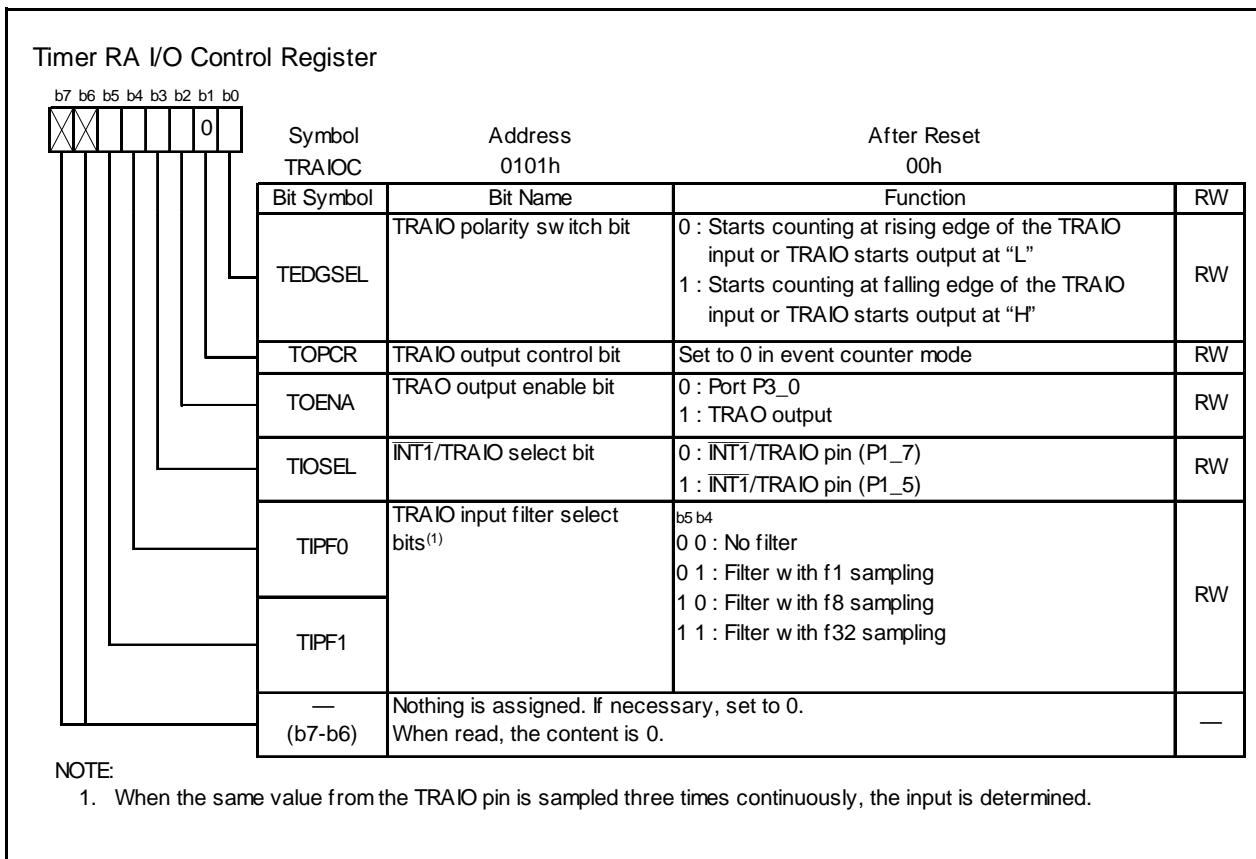 Timer RA I/O Control Register
b7 b6 b5 b4 b3 b2 b1 b0
0
Symbol Address After Reset
TRAIOC 0101h 00h
Bit Symbol Bit Name Function RW
TEDGSEL TRAIO polarity switch bit 0 : Starts counting at rising edge of the TRAIO
input or TRAIO starts output at “L”
1 : Starts counting at falling edge of the TRAIO
input or TRAIO starts output at “H”
RW
TOPCR TRAIO output control bit Set to 0 in event counter mode RW
TOENA TRAO output enable bit 0 : Port P3_0
1 : TRAO output
RW
TIOSEL INT1/TRAIO select bit 0 : INT1/TRAIO pin (P1_7)
1 : INT1/TRAIO pin (P1_5)
RW
TIPF0 TRAIO input filter select b5 b4
bits(1) 0 0 : No filter
0 1 : Filter with f1 sampling
1 0 : Filter with f8 sampling
TIPF1 1 1 : Filter with f32 sampling
RW
— Nothing is assigned. If necessary, set to 0. —
(b7-b6) When read, the content is 0.
NOTE:
1. When the same value from the TRAIO pin is sampled three times continuously, the input is determined.